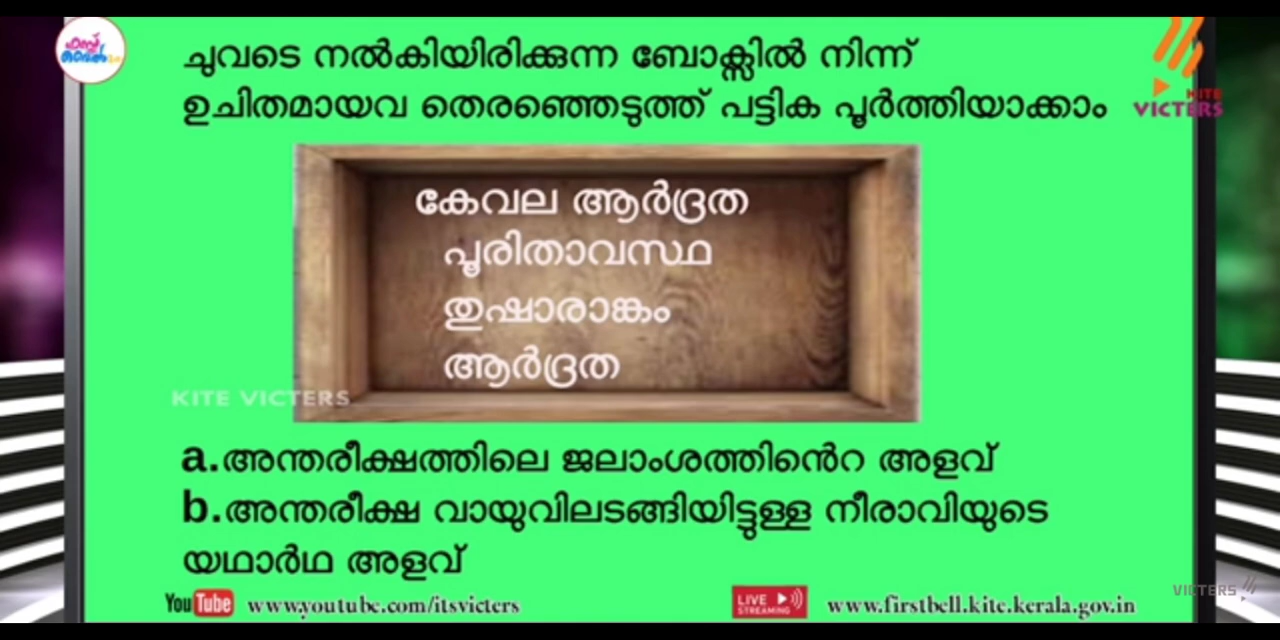 ചുവടെ നൽകിയിരിക്കുന്ന ബോക്സിൽ നിന്ന്
ഉചിതമായവ തെരഞ്ഞെടുത്ത് പട്ടിക പൂർത്തിയാക്കാം
KITE
VICTERS
കേവല ആർദ്രത
പൂരിതാവസ്ഥ
തുഷാരാങ്കം
ആർദ്രത
KITE VICTERS
a.അന്തരീക്ഷത്തിലെ ജലാംശത്തിൻെറ അളവ്
b.അന്തരീക്ഷ വായുവിലടങ്ങിയിട്ടുള്ള നീരാവിയുടെ
യഥാർഥ അളവ്
VICTERS
YouTube www.youtube.com/itsvicters
LIVE STREAMING www.firstbell.kite.kerala.gov.in